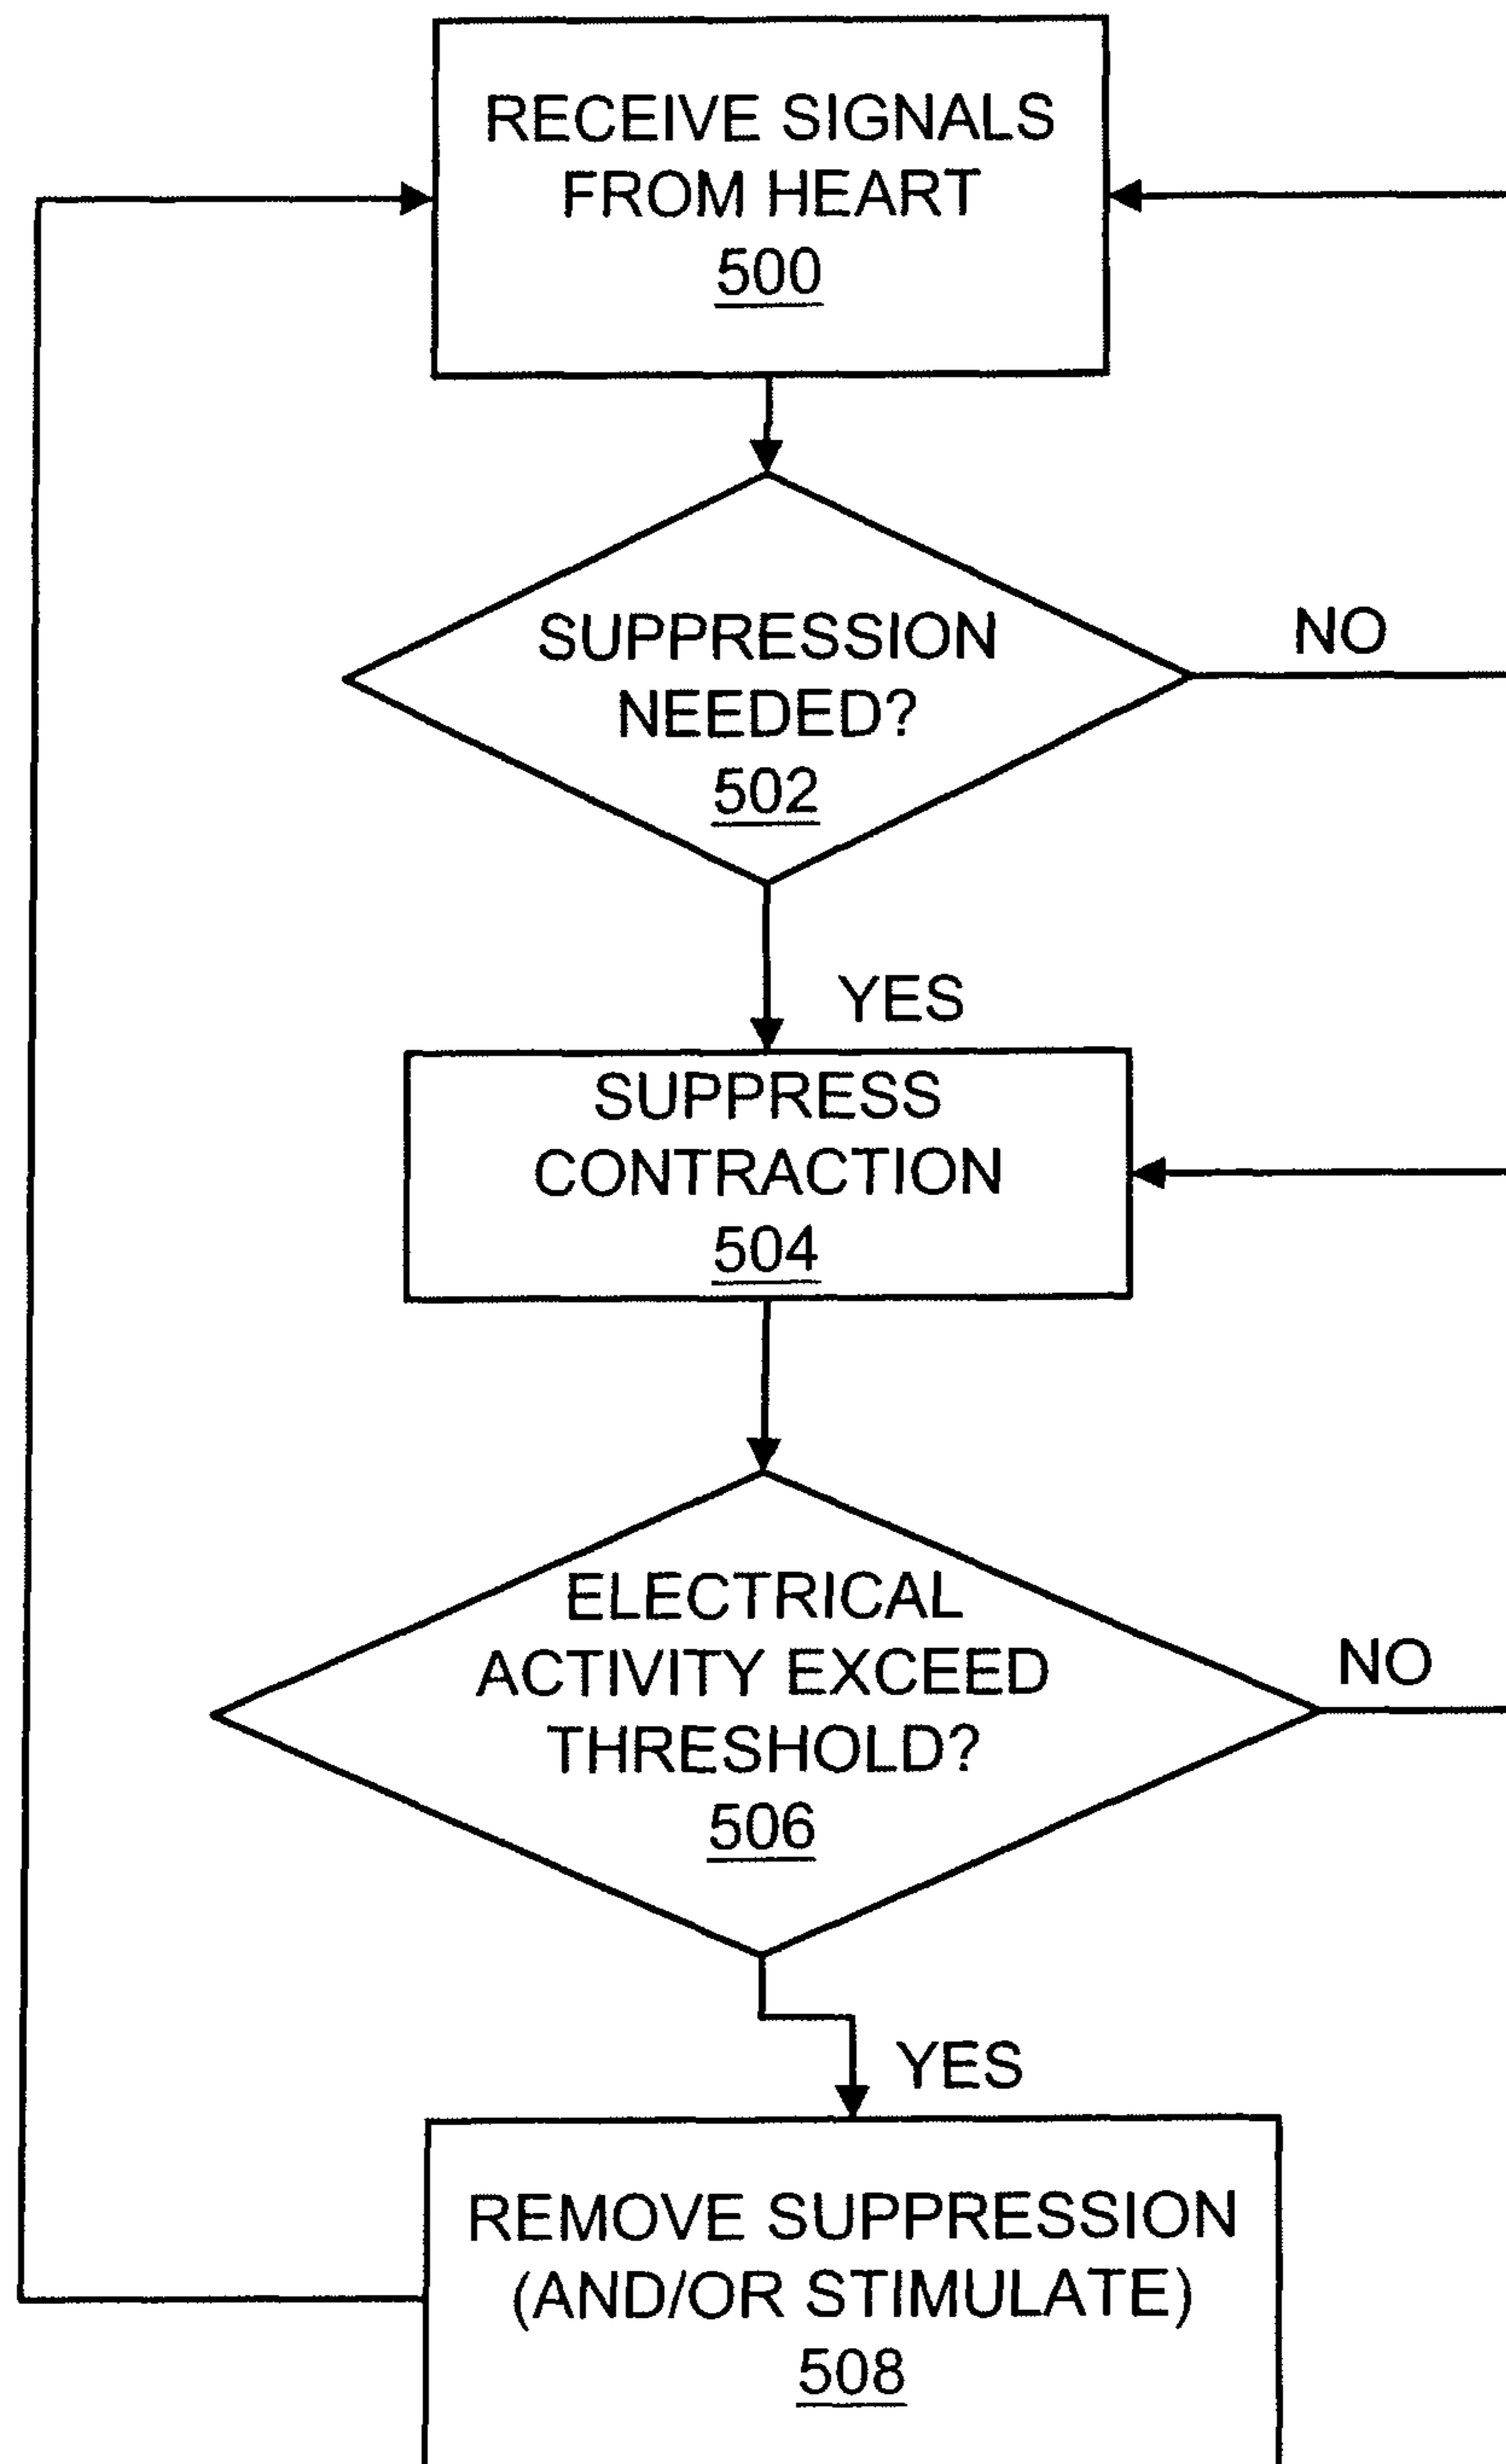 RECEIVE SIGNALS
FROM HEART
500
SUPPRESSION
NEEDED?
502
NO
YES
SUPPRESS
CONTRACTION
504
ELECTRICAL
ACTIVITY EXCEED
THRESHOLD?
506
NO
YES
REMOVE SUPPRESSION
(AND/OR STIMULATE)
508